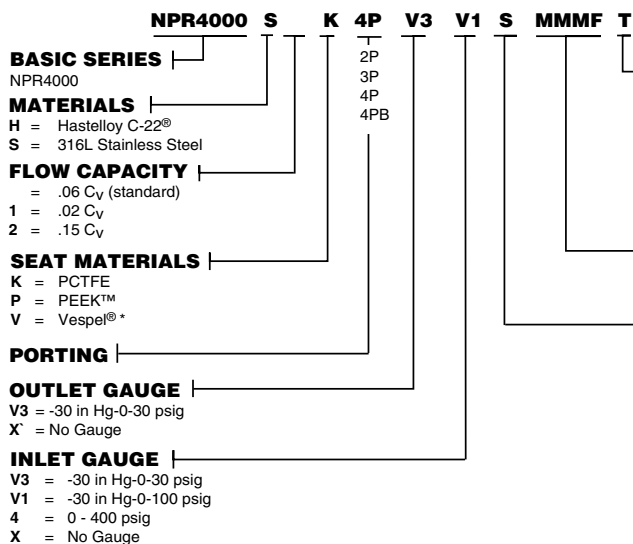 NPR4000 S K 4P V3 V1 S MMMF T
BASIC SERIES
NPR4000
2P
3P
4P
4PB
MATERIALS
H = Hastelloy C-22®
S = 316L Stainless Steel
FLOW CAPACITY
= .06 CV (standard)
1 = .02 CV
2 = .15 CV
SEAT MATERIALS
K = PCTFE
P = PEEK™
V = Vespel® *
PORTING
OUTLET GAUGE
V3 = -30 in Hg-0-30 psig
X` = No Gauge
INLET GAUGE
V3 = -30 in Hg-0-30 psig
V1 = -30 in Hg-0-100 psig
4 = 0 - 400 psig
X = No Gauge